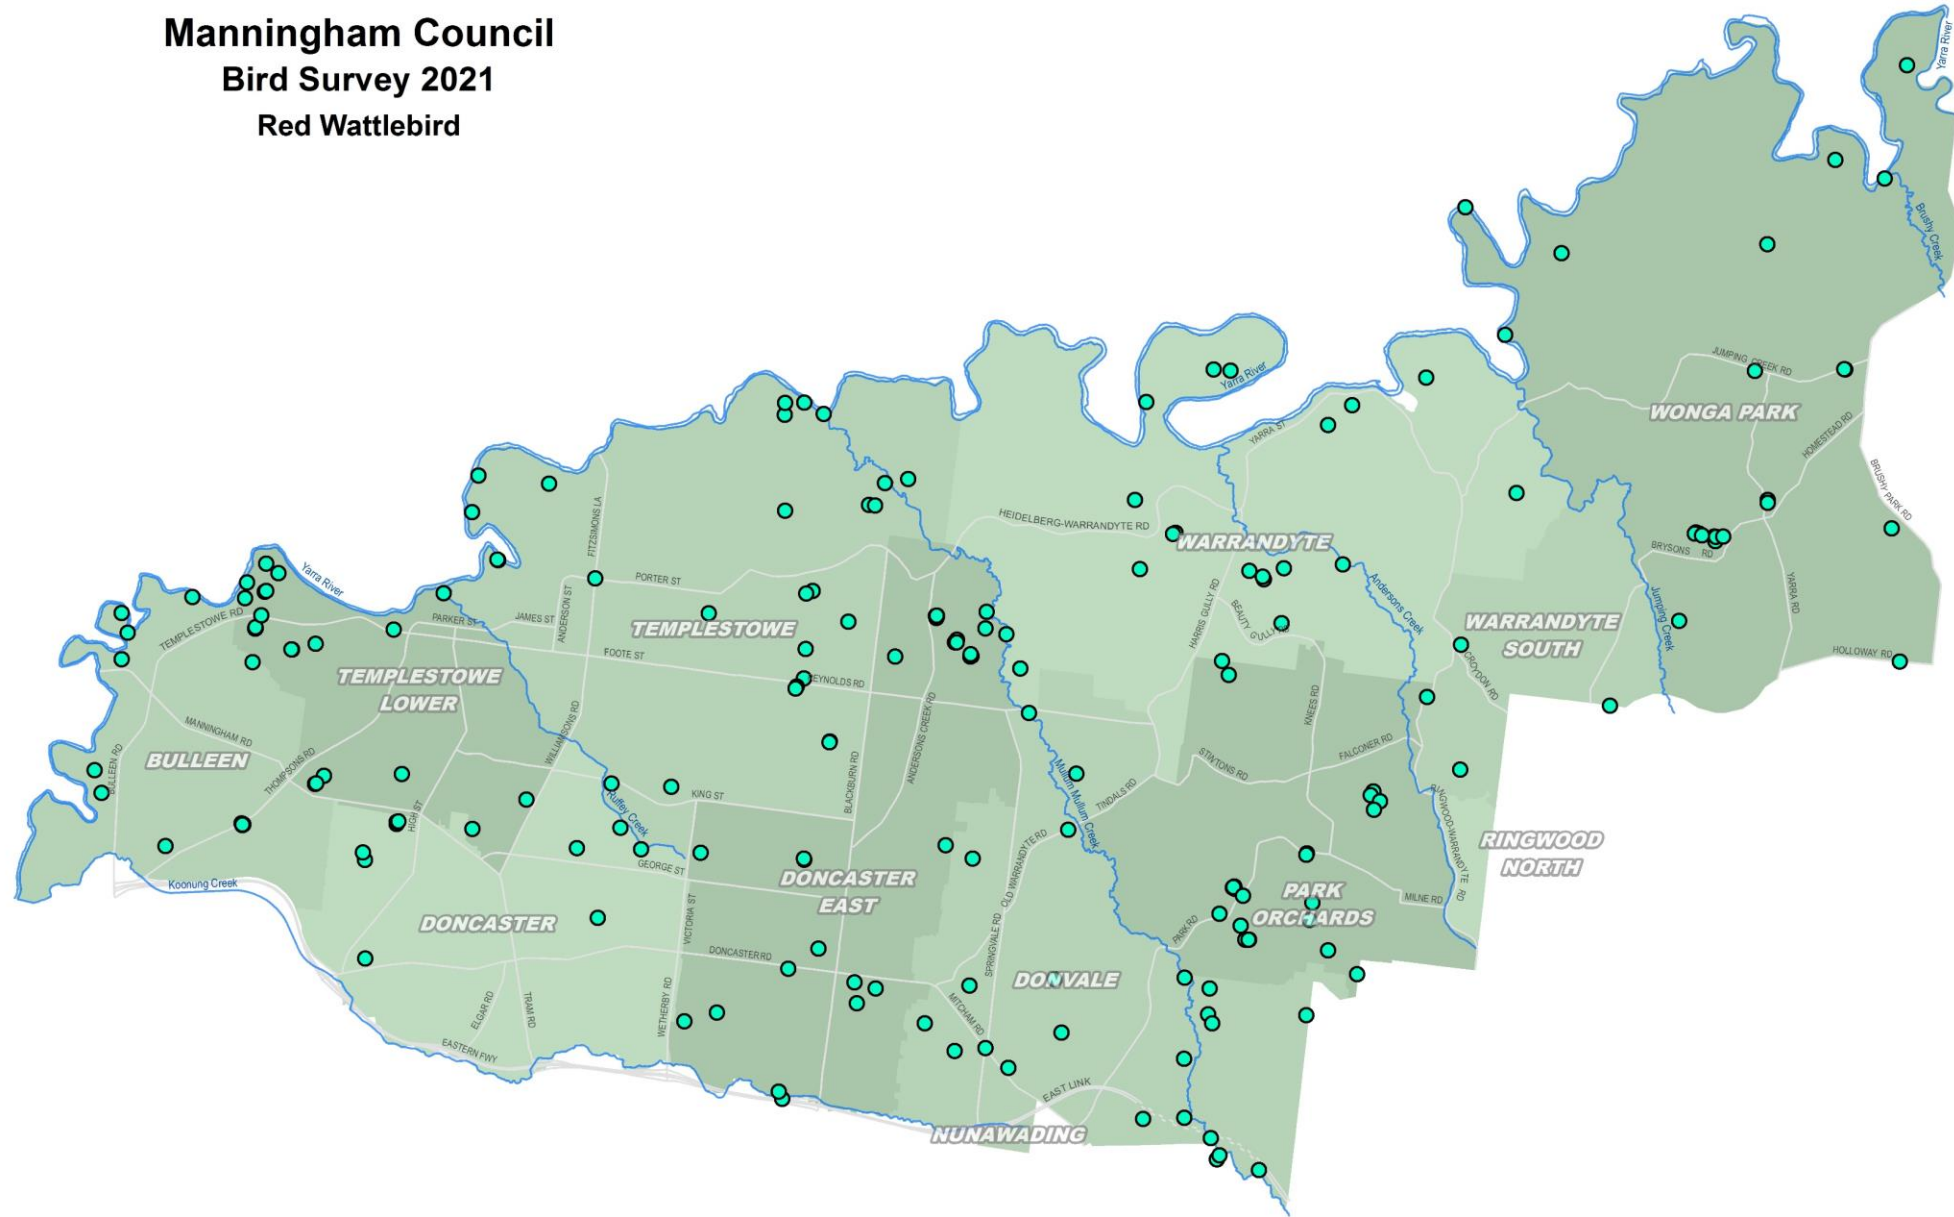 Manningham Council
Bird Survey 2021
Red Wattlebird
Yarra River
Brushy Creek
JUMPING CREEK RD
WONGA PARK
HOMESTEAD RD
BRUSHY PARK RD
Yarra River
YARRA ST
FITZSIMONS LA
HEIDELBERG-WARRANDYTE RD
WARRANDYTE
BRYSONS RD
Yarra River
PORTER ST
Andersons Creek
Jumping Creek
YARRA RD
TEMPLESTOWE RD
PARKER ST
JAMES ST
ANDERSON ST
TEMPLESTOWE
HARRIS GULLY RD
BEAUTY GULLY RD
WARRANDYTE
SOUTH
HOLLOWAY RD
FOOTE ST
REYNOLDS RD
CROYDON RD
TEMPLESTOWE
LOWER
KNEES RD
MANNINGHAM RD
WILLIAMSONS RD
ANDERSONS CREEK RD
STINTONS RD
FALCONER RD
BULLEEN
BULLEEN RD
THOMPSONS RD
BLACKBURN RD
Mullum Mullum Creek
TINDALS RD
KING ST
Ruffey Creek
HIGH ST
RINGWOOD-WARRANDYTE RD
RINGWOOD
NORTH
OLD WARRANDYTE RD
GEORGE ST
Koonung Creek
DONCASTER
EAST
PARK
ORCHARDS
MILNE RD
DONCASTER
VICTORIA ST
PARK RD
DONCASTER RD
SPRINGVALE RD
DONVALE
ELGAR RD
TRAM RD
WETHERBY RD
MITCHAM RD
EASTERN FWY
EAST LINK
NUNAWADING